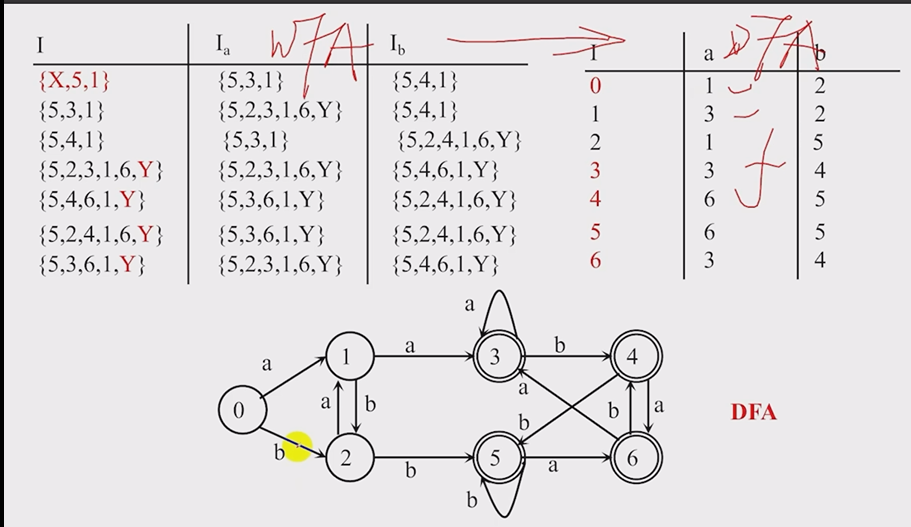 I Iₐ NFA I_b I a DFA b
{X,5,1} {5,3,1} {5,4,1} 0 1 2
{5,3,1} {5,2,3,1,6,Y} {5,4,1} 1 3 2
{5,4,1} {5,3,1} {5,2,4,1,6,Y} 2 1 5
{5,2,3,1,6,Y} {5,2,3,1,6,Y} {5,4,6,1,Y} 3 3 4
{5,4,6,1,Y} {5,3,6,1,Y} {5,2,4,1,6,Y} 4 6 5
{5,2,4,1,6,Y} {5,3,6,1,Y} {5,2,4,1,6,Y} 5 6 5
{5,3,6,1,Y} {5,2,3,1,6,Y} {5,4,6,1,Y} 6 3 4
a
a 1 a 3 b 4
0 a b a b b a DFA
b 2 b 5 a 6
b